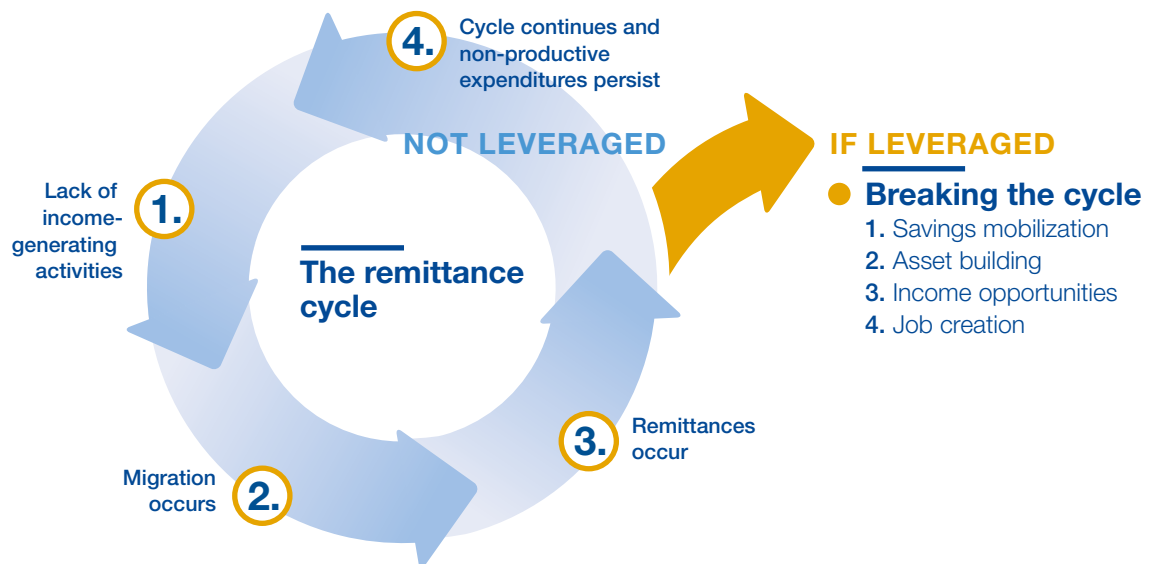 The remittance
cycle
1.
Lack of
income-
generating
activities
2.
Migration
occurs
3.
Remittances
occur
4.
Cycle continues and
non-productive
expenditures persist
NOT LEVERAGED
IF LEVERAGED
Breaking the cycle
1. Savings mobilization
2. Asset building
3. Income opportunities
4. Job creation